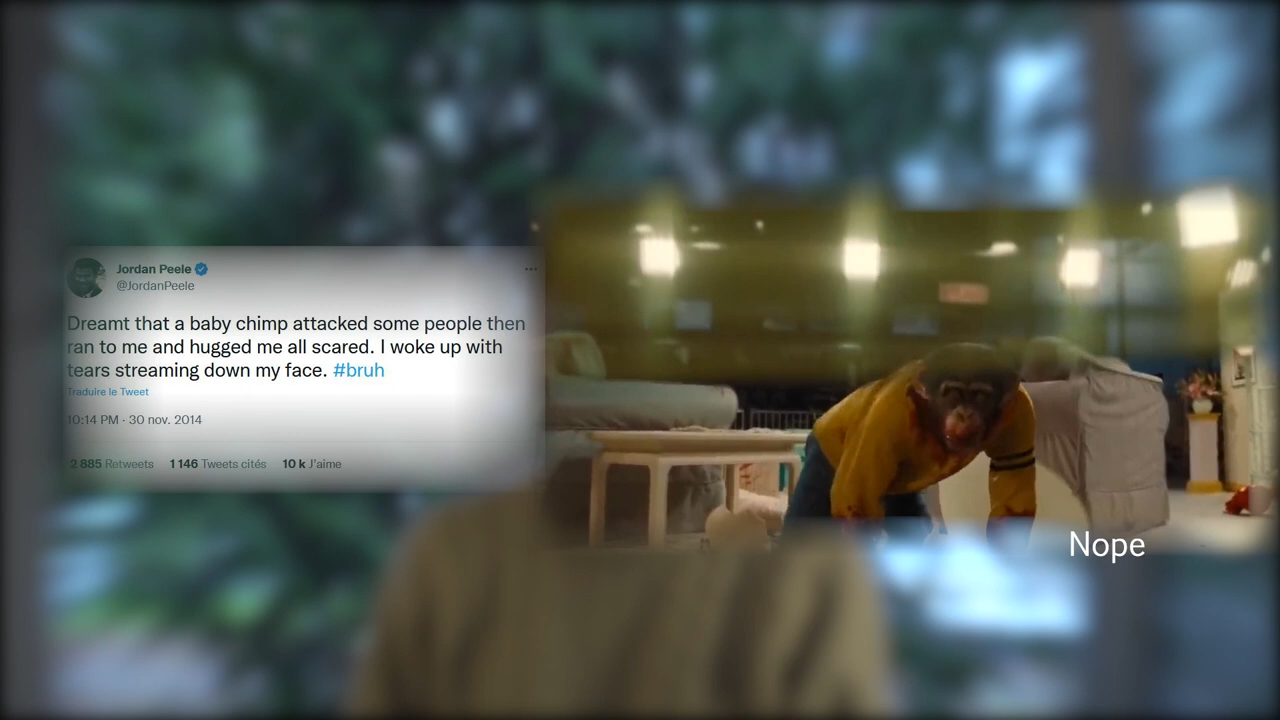 Jordan Peele
@JordanPeele
Dreamt that a baby chimp attacked some people then
ran to me and hugged me all scared. I woke up with
tears streaming down my face. #bruh
Traduire le Tweet
10:14 PM · 30 nov. 2014
2 885 Retweets 1 146 Tweets cités 10 k J'aime
Nope